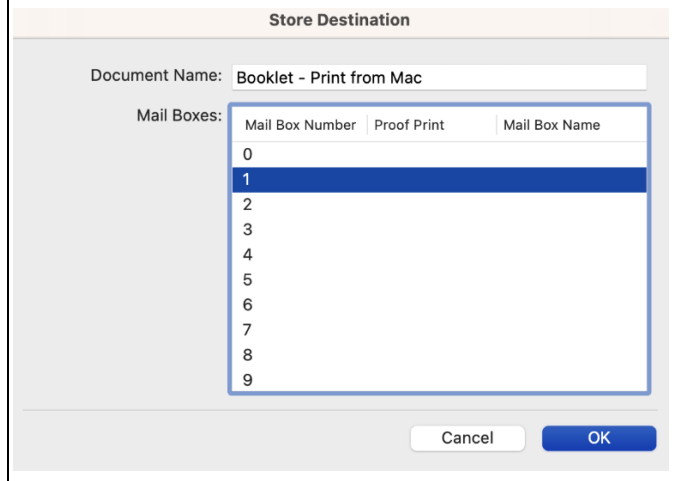 Store Destination
Document Name: Booklet - Print from Mac
Mail Boxes:
Mail Box Number Proof Print Mail Box Name
0
1
2
3
4
5
6
7
8
9
Cancel OK